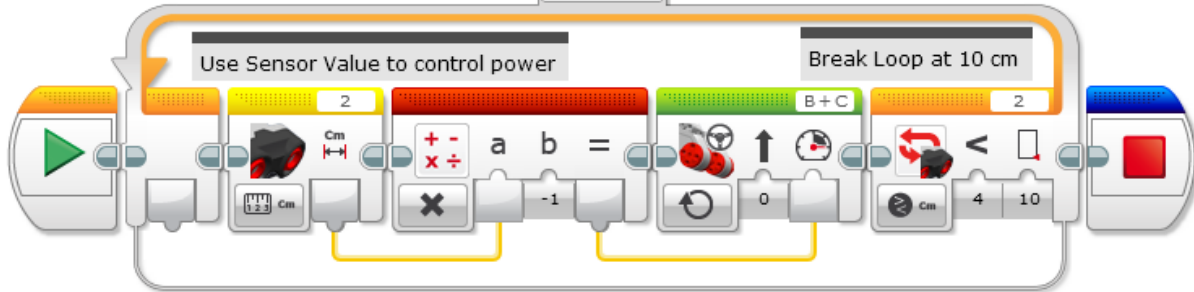 Use Sensor Value to control power
Break Loop at 10 cm
2
B+C
2
Cm
+ -
x ÷
a b =
<
123 Cm
-1
0
Cm
4
10